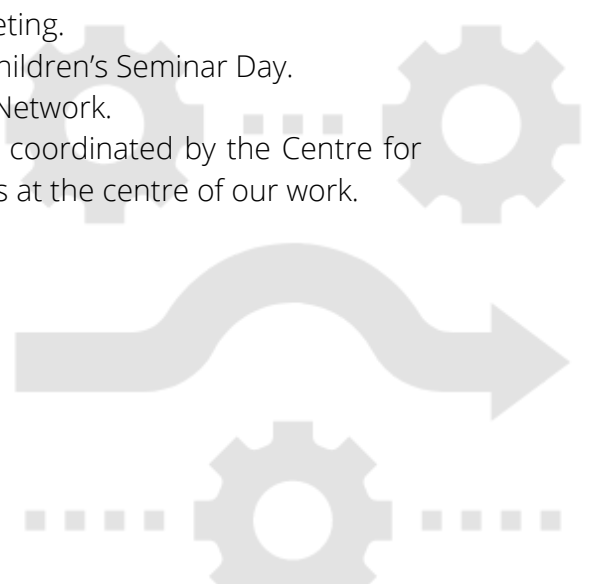 eting.
hildren’s Seminar Day.
Network.
coordinated by the Centre for
s at the centre of our work.